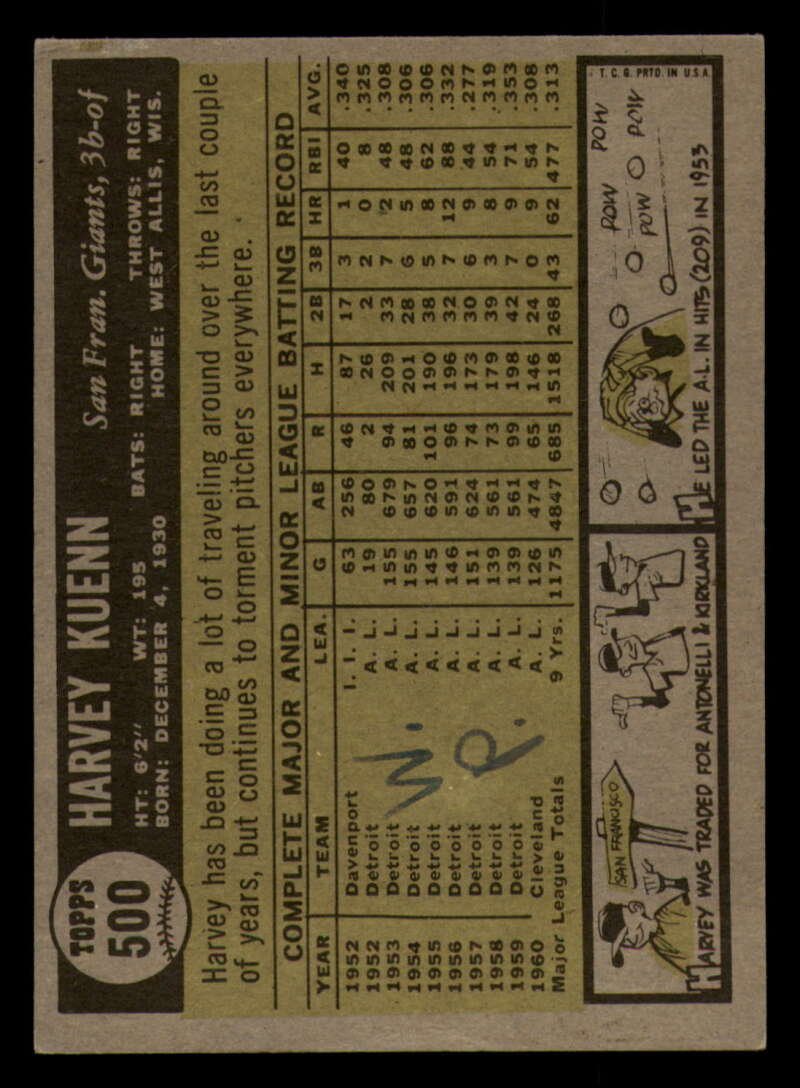 TOPPS
500
HARVEY KUENN San Fran. Giants, 3b-of
HT: 6'2" WT: 195 BATS: RIGHT THROWS: RIGHT
BORN: DECEMBER 4, 1930 HOME: WEST ALLIS, WIS.
Harvey has been doing a lot of traveling around over the last couple
of years, but continues to torment pitchers everywhere.
COMPLETE MAJOR AND MINOR LEAGUE BATTING RECORD
YEAR TEAM LEA. G AB R H 2B 3B HR RBI AVG.
1952 Davenport I. I. I. 63 256 46 87 17 3 1 40 .340
1952 Detroit A. L. 19 80 2 26 2 2 0 8 .325
1953 Detroit A. L. 155 679 94 209 33 7 2 48 .308
1954 Detroit A. L. 155 657 81 201 28 6 5 48 .306
1955 Detroit A. L. 145 620 101 190 38 5 8 62 .306
1956 Detroit A. L. 146 591 96 196 32 7 12 88 .332
1957 Detroit A. L. 151 624 74 173 30 6 9 44 .277
1958 Detroit A. L. 139 561 73 179 39 3 8 54 .319
1959 Detroit A. L. 139 561 99 198 42 7 9 71 .353
1960 Cleveland A. L. 126 474 65 146 24 0 9 54 .308
Major League Totals 9 Yrs. 1175 4847 685 1518 268 43 62 477 .313
W.
P.
SAN FRANCISCO
HARVEY WAS TRADED FOR ANTONELLI & KIRKLAND
T. C. G. PRTD. IN U.S.A.
POW
POW
POW
POW
HE LED THE A.L. IN HITS (209) IN 1953